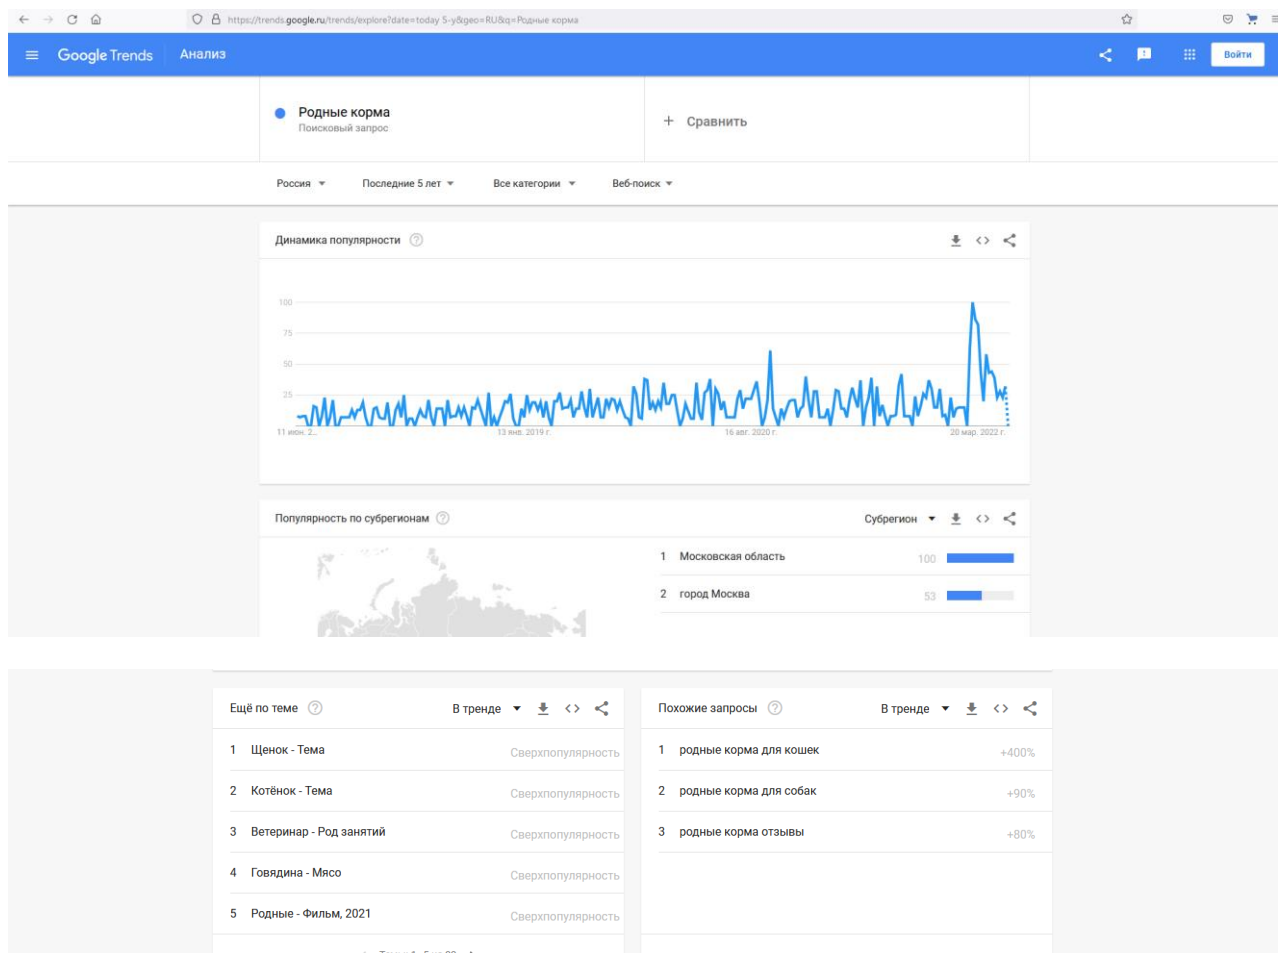 https://trends.google.ru/trends/explore?date=today 5-y&geo=RU&q=Родные корма
Google Trends Анализ Войти
Родные корма
Поисковый запрос
+ Сравнить
Россия Последние 5 лет Все категории Веб-поиск
Динамика популярности
100
75
50
25
11 июн. 2... 13 янв. 2019 г. 16 авг. 2020 г. 20 мар. 2022 г.
Популярность по субрегионам Субрегион
1 Московская область 100
2 город Москва 53
Ещё по теме В тренде
1 Щенок - Тема Сверхпопулярность
2 Котёнок - Тема Сверхпопулярность
3 Ветеринар - Род занятий Сверхпопулярность
4 Говядина - Мясо Сверхпопулярность
5 Родные - Фильм, 2021 Сверхпопулярность
Похожие запросы В тренде
1 родные корма для кошек +400%
2 родные корма для собак +90%
3 родные корма отзывы +80%